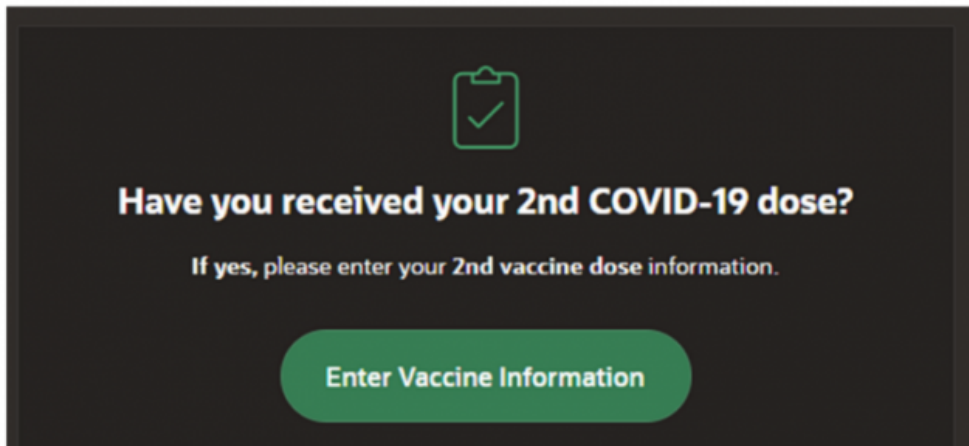 Have you received your 2nd COVID-19 dose?
If yes, please enter your 2nd vaccine dose information.
Enter Vaccine Information